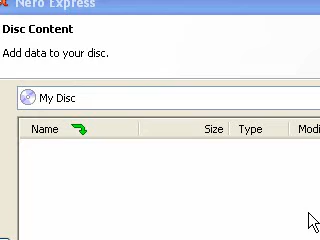 Nero Express
Disc Content
Add data to your disc.
My Disc
Name Size Type Modi